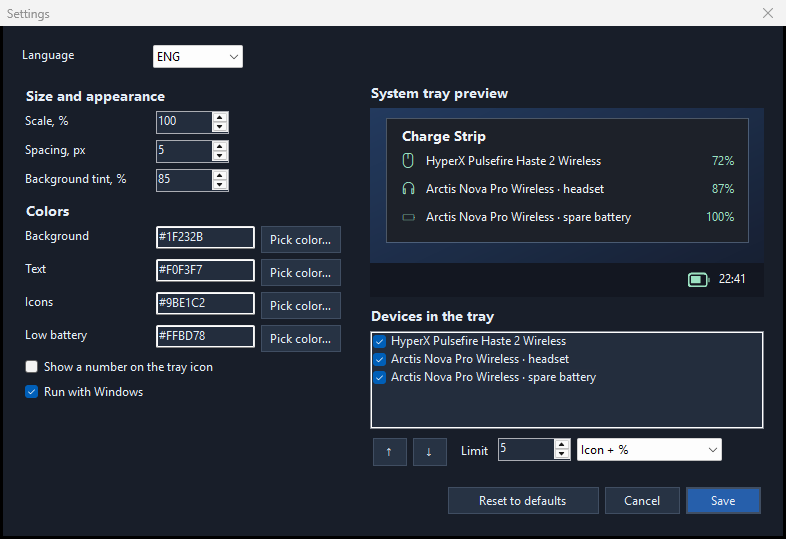 Settings
Language
ENG
Size and appearance
Scale, %
100
Spacing, px
5
Background tint, %
85
Colors
Background
#1F232B
Pick color...
Text
#F0F3F7
Pick color...
Icons
#9BE1C2
Pick color...
Low battery
#FFBD78
Pick color...
Show a number on the tray icon
Run with Windows
System tray preview
Charge Strip
HyperX Pulsefire Haste 2 Wireless 72%
Arctis Nova Pro Wireless · headset 87%
Arctis Nova Pro Wireless · spare battery 100%
22:41
Devices in the tray
HyperX Pulsefire Haste 2 Wireless
Arctis Nova Pro Wireless · headset
Arctis Nova Pro Wireless · spare battery
↑ ↓ Limit 5 Icon + %
Reset to defaults Cancel Save